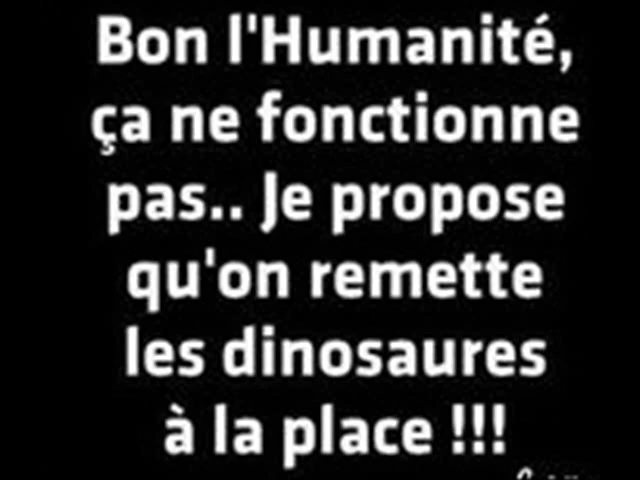 Bon l'Humanité,
ça ne fonctionne
pas.. Je propose
qu'on remette
les dinosaures
à la place !!!